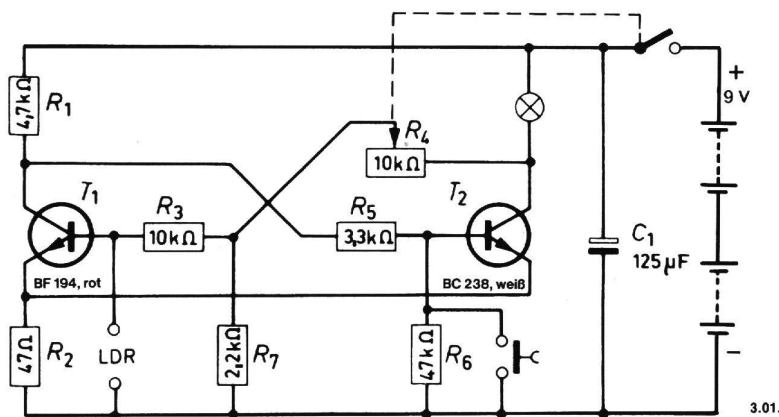 +
9 V
4,7kΩ R₁
R₄
10kΩ
T₁
R₃
10kΩ
R₅
3,3kΩ
T₂
C₁
125µF
BF 194, rot
BC 238, weiß
47Ω R₂
LDR
2,2kΩ R₇
47kΩ R₆
−
3.01.